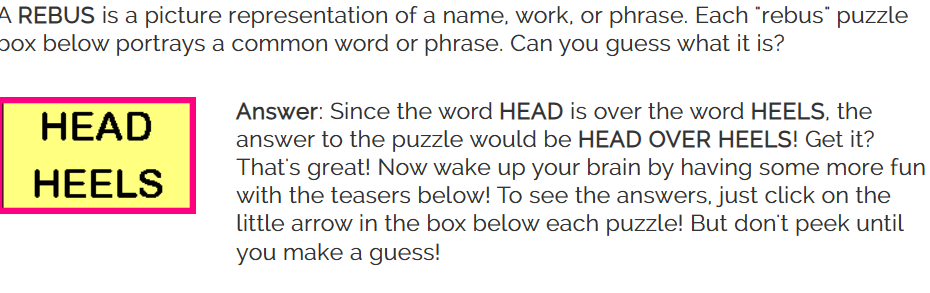 A REBUS is a picture representation of a name, work, or phrase. Each "rebus" puzzle
box below portrays a common word or phrase. Can you guess what it is?
HEAD
HEELS
Answer: Since the word HEAD is over the word HEELS, the
answer to the puzzle would be HEAD OVER HEELS! Get it?
That's great! Now wake up your brain by having some more fun
with the teasers below! To see the answers, just click on the
little arrow in the box below each puzzle! But don't peek until
you make a guess!